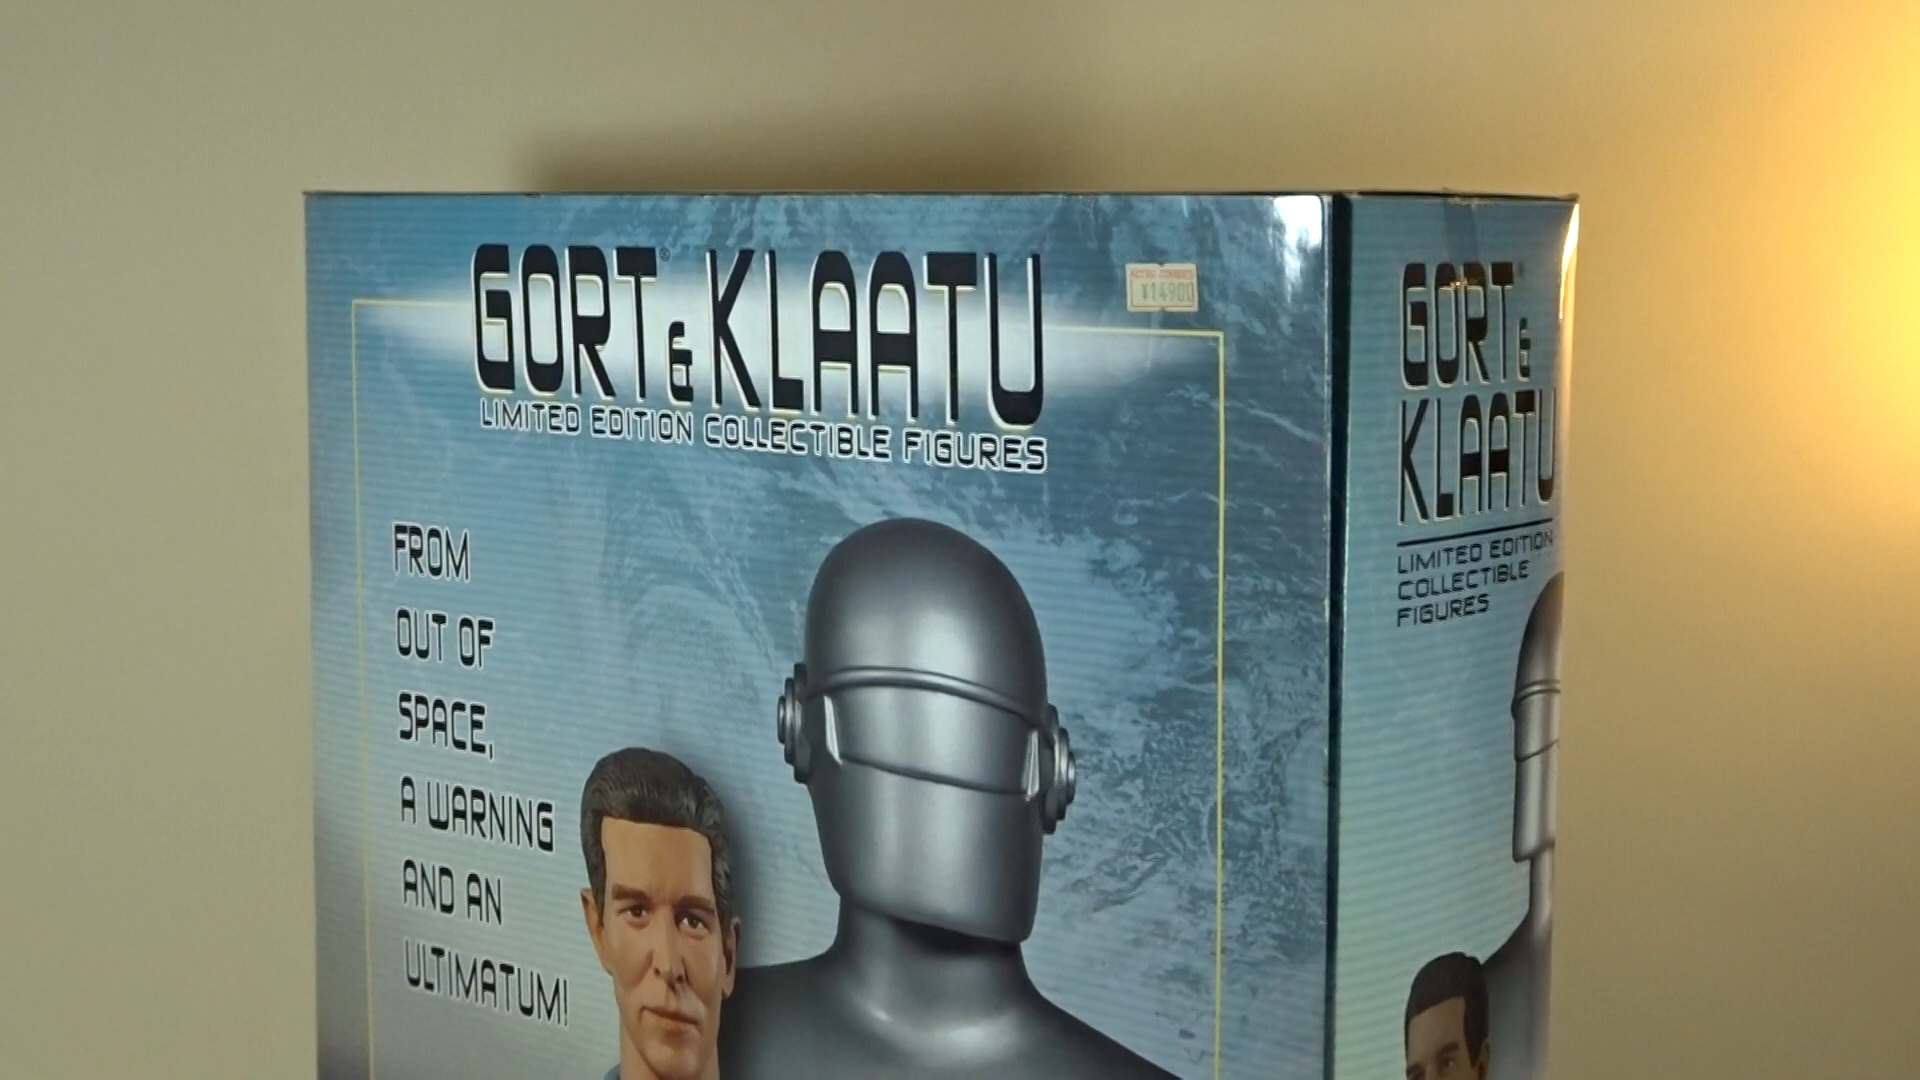 GORT® & KLAATU
LIMITED EDITION COLLECTIBLE FIGURES
¥14900
FROM
OUT OF
SPACE,
A WARNING
AND AN
ULTIMATUM!
GORT &
KLAATU
LIMITED EDITION
COLLECTIBLE
FIGURES